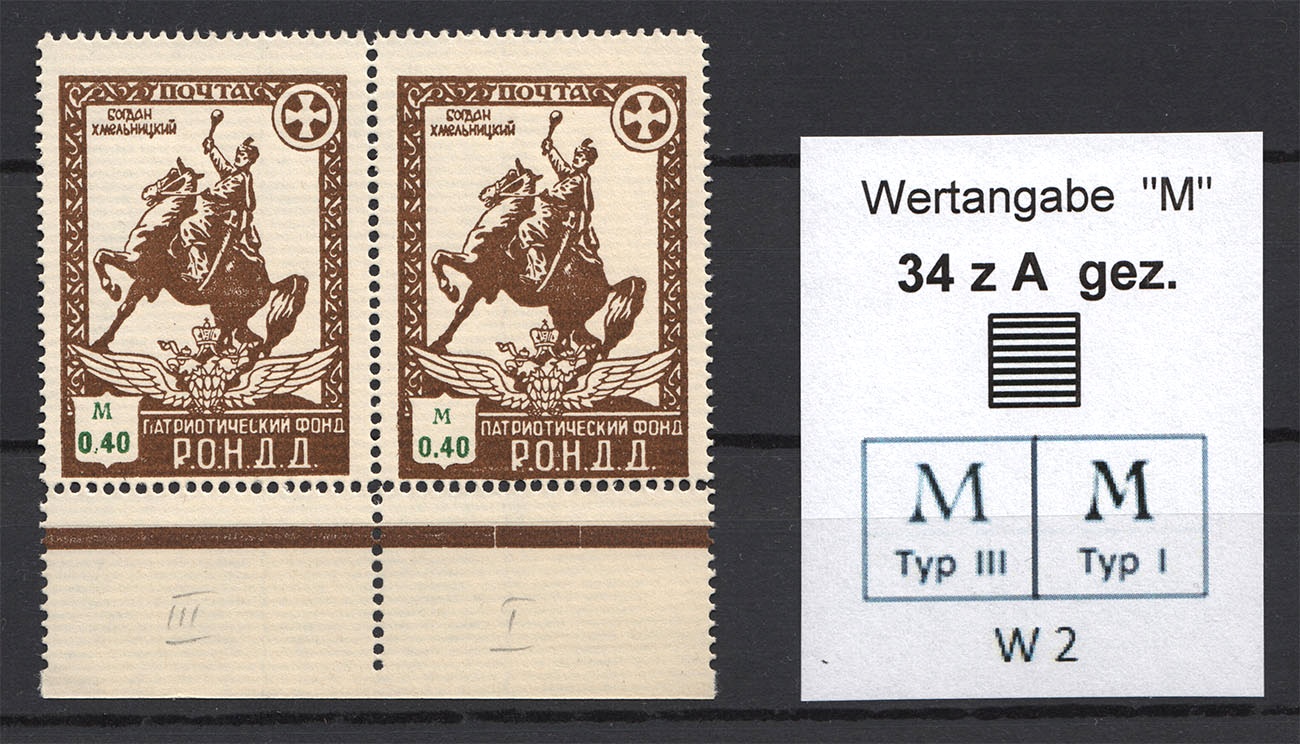 ПОЧТА
БОГДАН
ХМЕЛЬНИЦКИЙ
М
0.40
ПАТРИОТИЧЕСКИЙ ФОНД
Р.О.Н.Д.Д.
III
ПОЧТА
БОГДАН
ХМЕЛЬНИЦКИЙ
М
0.40
ПАТРИОТИЧЕСКИЙ ФОНД
Р.О.Н.Д.Д.
I
Wertangabe "M"
34 z A gez.
M M
Typ III Typ I
W 2